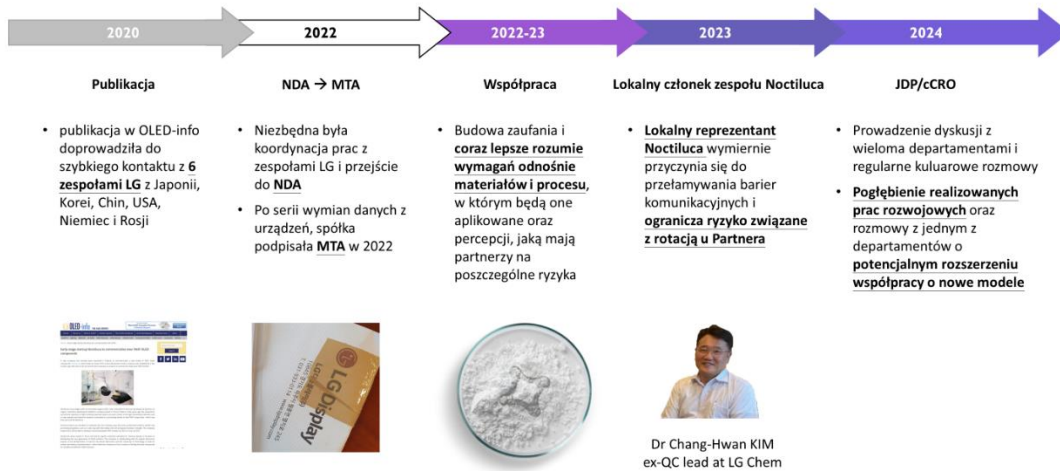 2020
2022
2022-23
2023
2024
Publikacja
publikacja w OLED-info
doprowadziła do
szybkiego kontaktu z 6
zespołami LG z Japonii,
Korei, Chin, USA,
Niemiec i Rosji
NDA → MTA
Niezbędna była
koordynacja prac z
zespołami LG i przejście
do NDA
Po serii wymian danych z
urządzeń, spółka
podpisała MTA w 2022
Współpraca
Budowa zaufania i
coraz lepsze rozumie
wymagań odnośnie
materiałów i procesu,
w którym będą one
aplikowane oraz
percepcji, jaką mają
partnerzy na
poszczególne ryzyka
Lokalny członek zespołu Noctiluca
Lokalny reprezentant
Noctiluca wymiernie
przyczynia się do
przełamywania barier
komunikacyjnych i
ogranicza ryzyko związane
z rotacją u Partnera
JDP/cCRO
Prowadzenie dyskusji z
wieloma departamentami i
regularne kuluarowe rozmowy
Pogłębienie realizowanych
prac rozwojowych oraz
rozmowy z jednym z
departamentów o
potencjalnym rozszerzeniu
współpracy o nowe modele
OLED-info
LG Display
Dr Chang-Hwan KIM
ex-QC lead at LG Chem